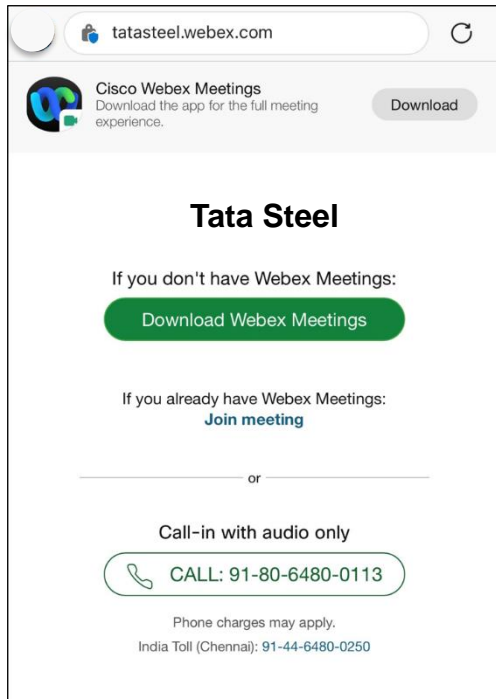 tatasteel.webex.com
Cisco Webex Meetings
Download the app for the full meeting
experience.
Download
Tata Steel
If you don't have Webex Meetings:
Download Webex Meetings
If you already have Webex Meetings:
Join meeting
or
Call-in with audio only
CALL: 91-80-6480-0113
Phone charges may apply.
India Toll (Chennai): 91-44-6480-0250